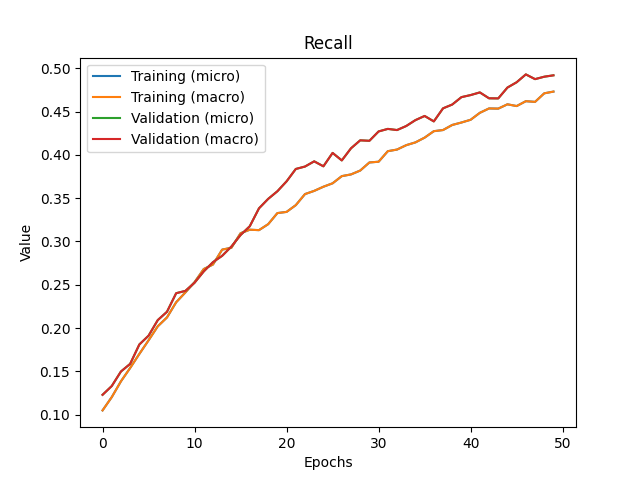 Recall
Training (micro)
Training (macro)
Validation (micro)
Validation (macro)
Value
0.50
0.45
0.40
0.35
0.30
0.25
0.20
0.15
0.10
0
10
20
30
40
50
Epochs